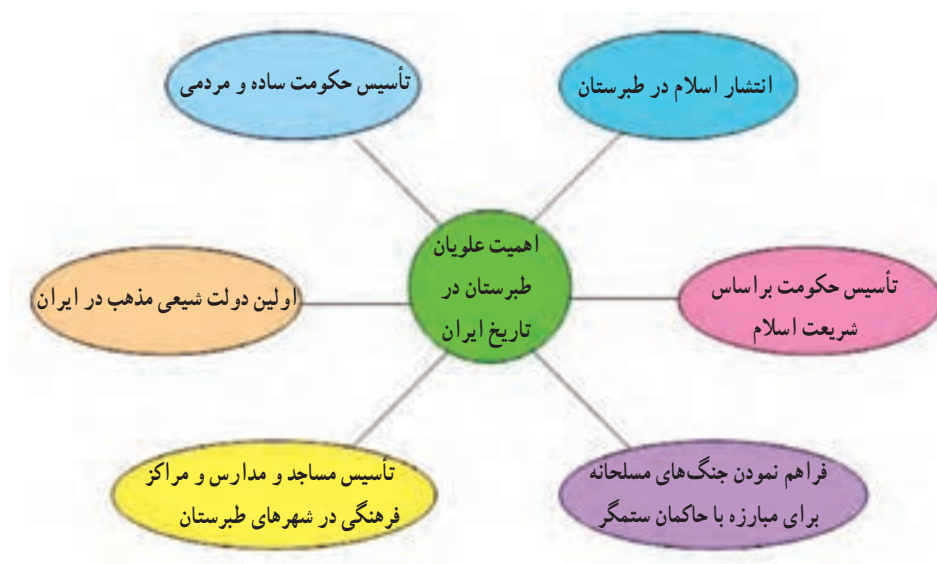 انتشار اسلام در طبرستان
تأسیس حکومت ساده و مردمی
اهمیت علویان
طبرستان در
تاریخ ایران
تأسیس حکومت براساس
شریعت اسلام
اولین دولت شیعی مذهب در ایران
فراهم نمودن جنگ‌های مسلحانه
برای مبارزه با حاکمان ستمگر
تأسیس مساجد و مدارس و مراکز
فرهنگی در شهرهای طبرستان